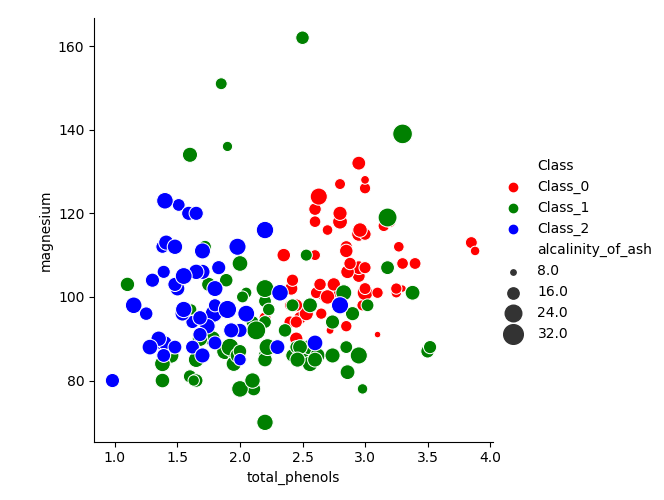 160
140
120
100
80
magnesium
1.0 1.5 2.0 2.5 3.0 3.5 4.0
total_phenols
Class
Class_0
Class_1
Class_2
alcalinity_of_ash
8.0
16.0
24.0
32.0